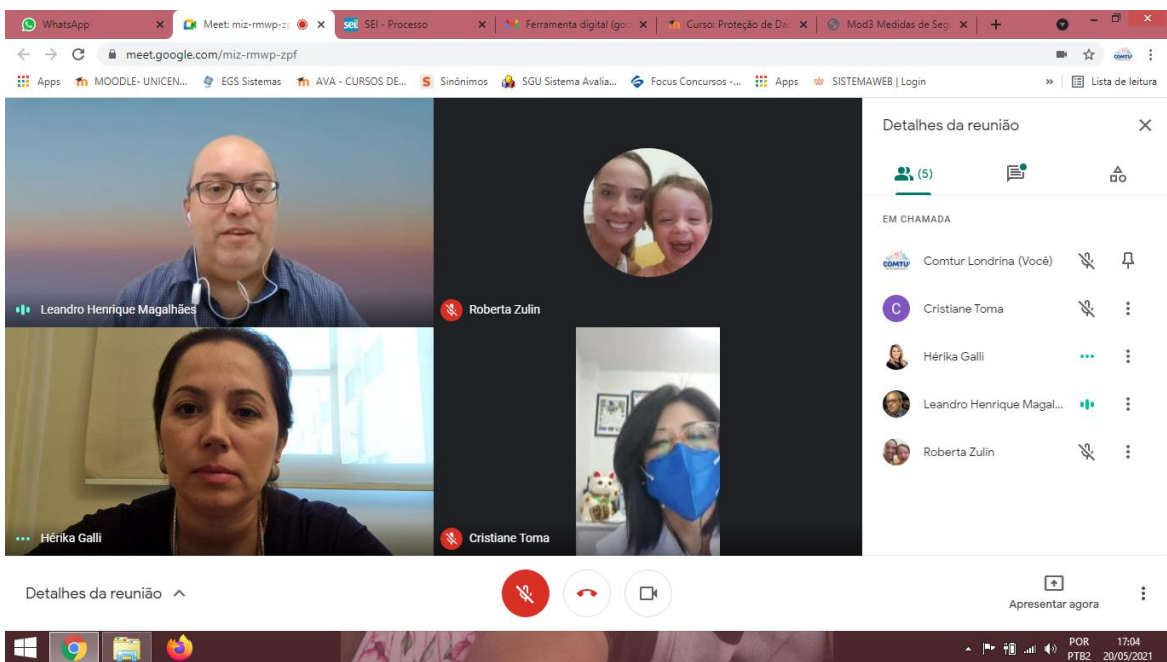 WhatsApp
Meet: miz-rmwp-z
sei SEI - Processo
Ferramenta digital (goo
Curso: Proteção de Da
Mod3 Medidas de Seg
meet.google.com/miz-rmwp-zpf
COMTU
Apps
MOODLE- UNICEN...
EGS Sistemas
AVA - CURSOS DE...
S Sinônimos
SGU Sistema Avalia...
Focus Concursos -...
Apps
SISTEMAWEB | Login
»
Lista de leitura
Detalhes da reunião
(5)
EM CHAMADA
COMTU
Comtur Londrina (Você)
C
Cristiane Toma
Hérika Galli
Leandro Henrique Magal...
Roberta Zulin
Leandro Henrique Magalhães
Roberta Zulin
Hérika Galli
Cristiane Toma
Detalhes da reunião
Apresentar agora
POR
PTB2
17:04
20/05/2021